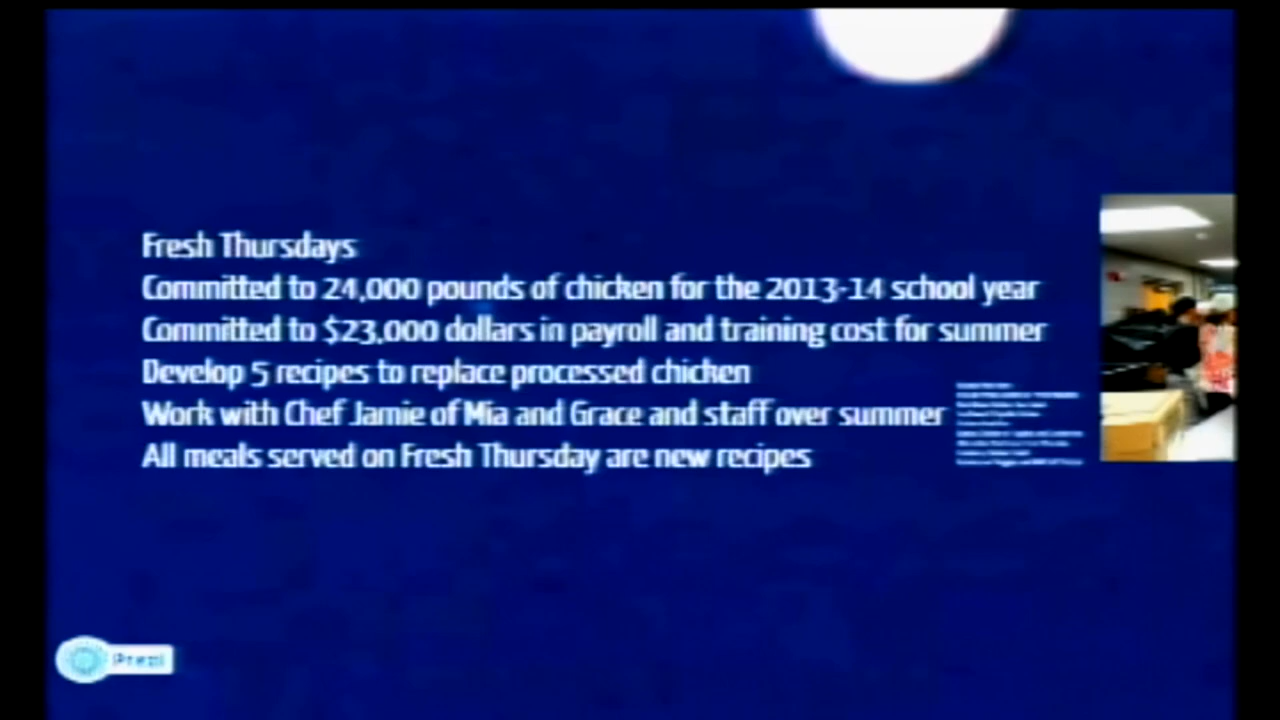 Fresh Thursdays
Committed to 24,000 pounds of chicken for the 2013-14 school year
Committed to $23,000 dollars in payroll and training cost for summer
Develop 5 recipes to replace processed chicken
Work with Chef Jamie of Mia and Grace and staff over summer
All meals served on Fresh Thursday are new recipes
Prezi